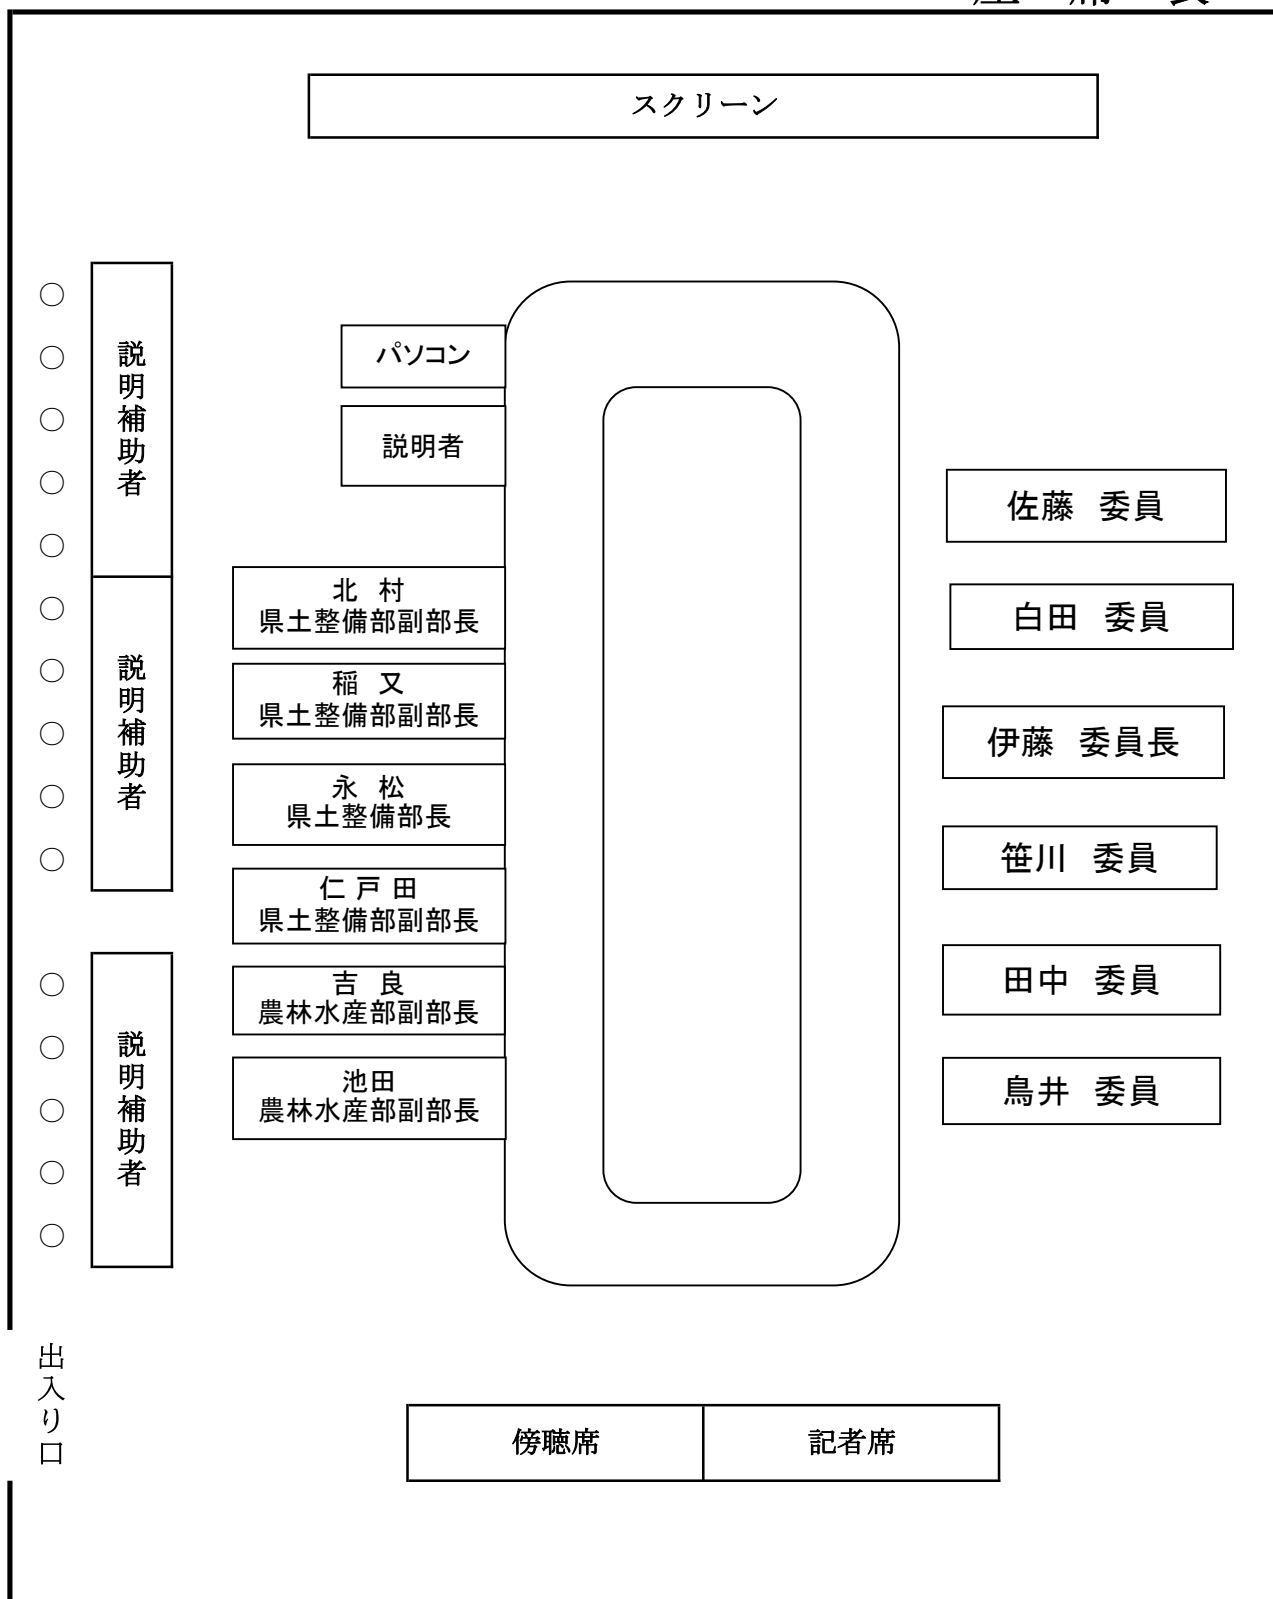 スクリーン
パソコン
説明者
説明補助者
説明補助者
説明補助者
北 村
県土整備部副部長
稲 又
県土整備部副部長
永 松
県土整備部長
仁 戸 田
県土整備部副部長
吉 良
農林水産部副部長
池田
農林水産部副部長
佐藤 委員
白田 委員
伊藤 委員長
笹川 委員
田中 委員
鳥井 委員
出入り口
傍聴席
記者席